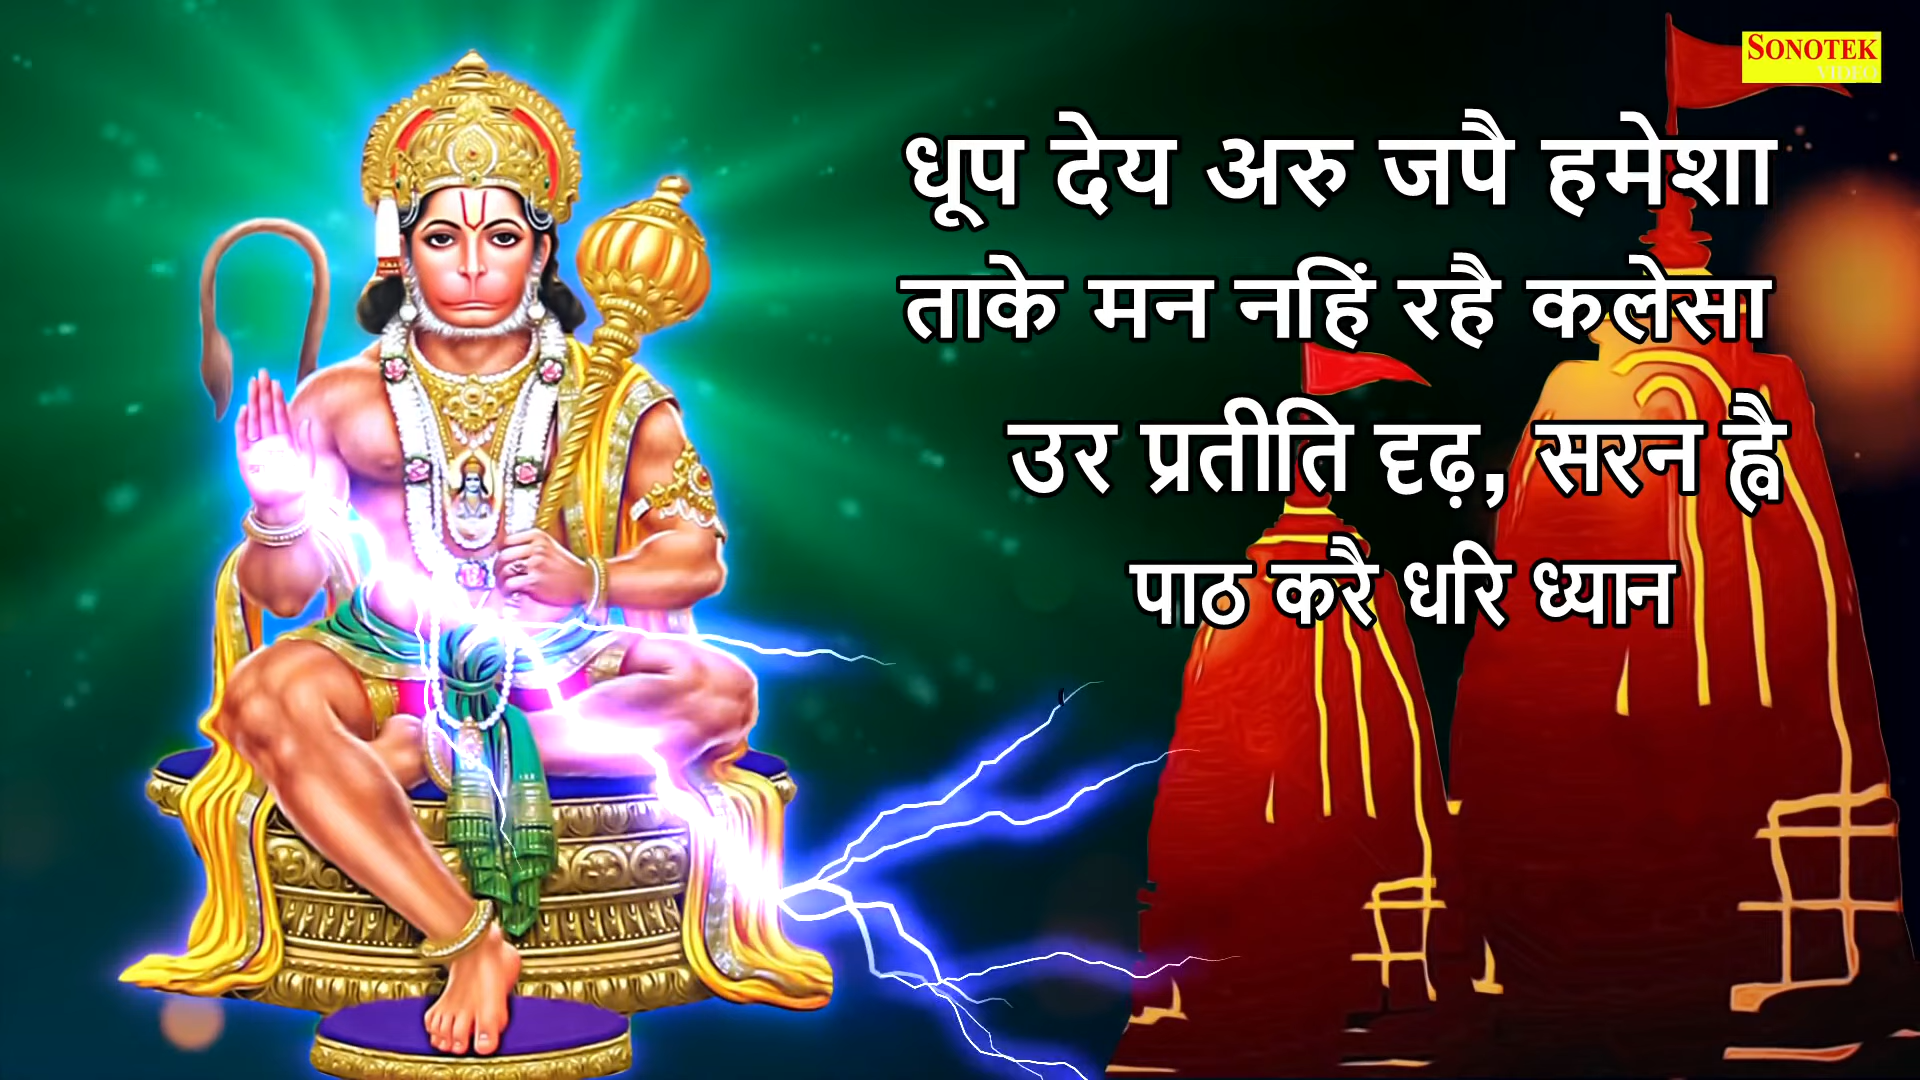 SONOTEK
VIDEO
धूप देय अरु जपै हमेशा
ताके मन नहिं रहै कलेसा
उर प्रतीति दृढ़, सरन ह्वै
पाठ करै धरि ध्यान